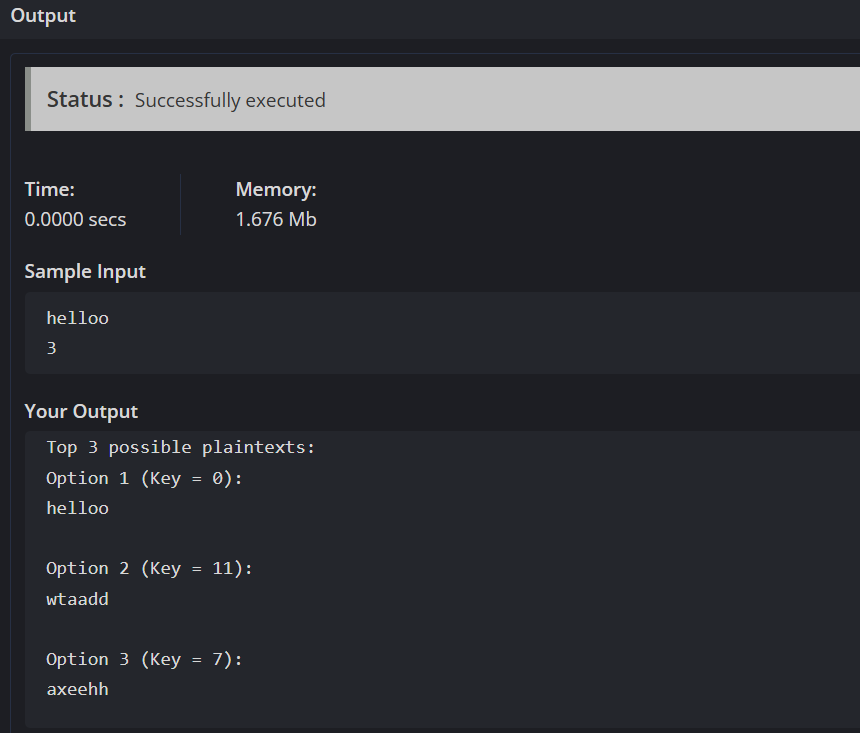 Output
Status : Successfully executed
Time: Memory:
0.0000 secs 1.676 Mb
Sample Input
helloo
3
Your Output
Top 3 possible plaintexts:
Option 1 (Key = 0):
helloo
Option 2 (Key = 11):
wtaadd
Option 3 (Key = 7):
axeehh